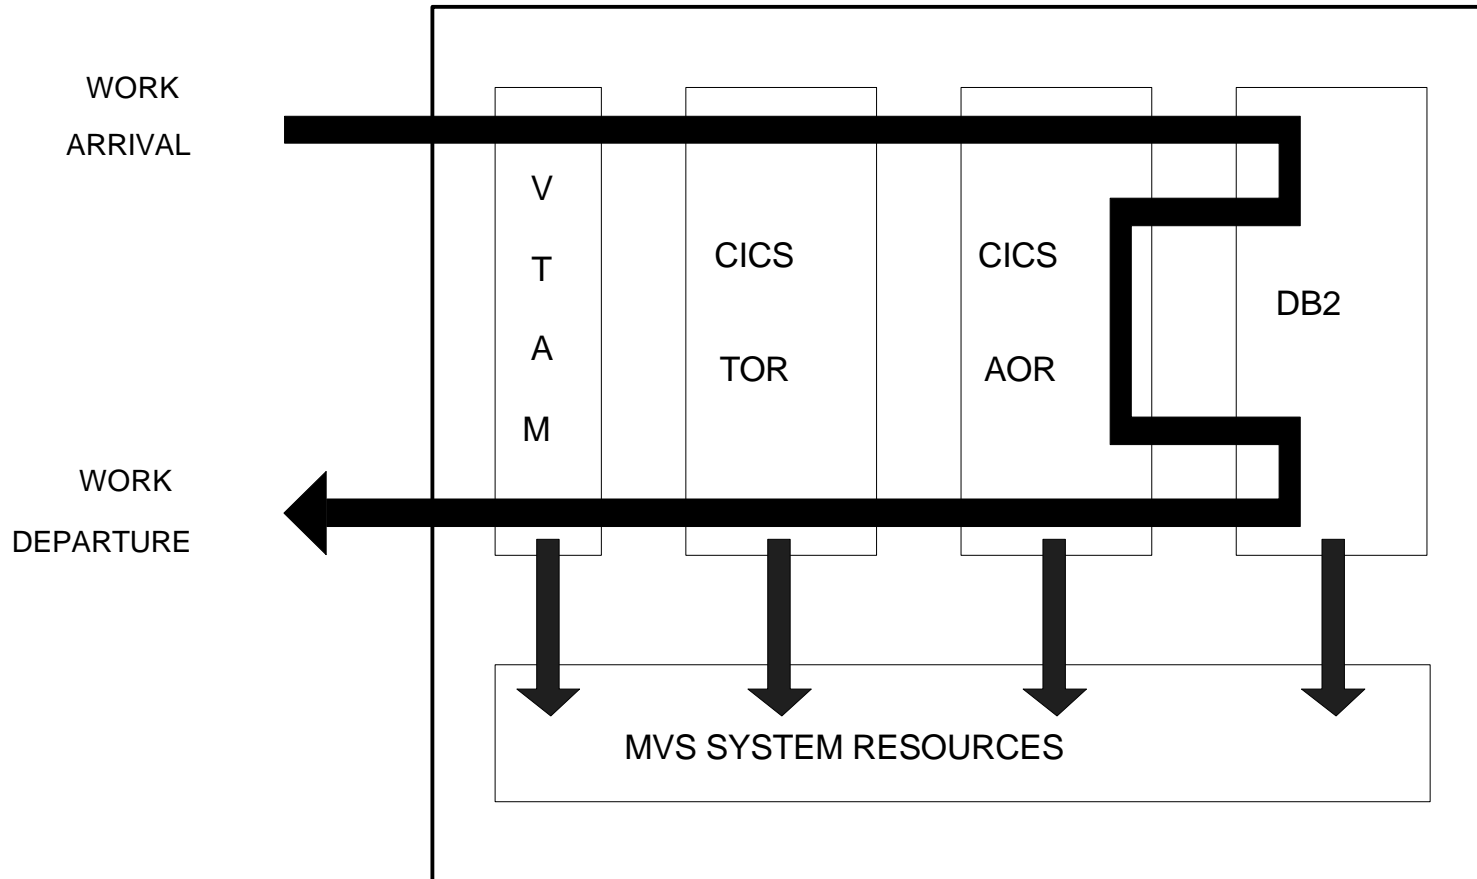 WORK
ARRIVAL
V
T
A
M
CICS
TOR
CICS
AOR
DB2
WORK
DEPARTURE
MVS SYSTEM RESOURCES